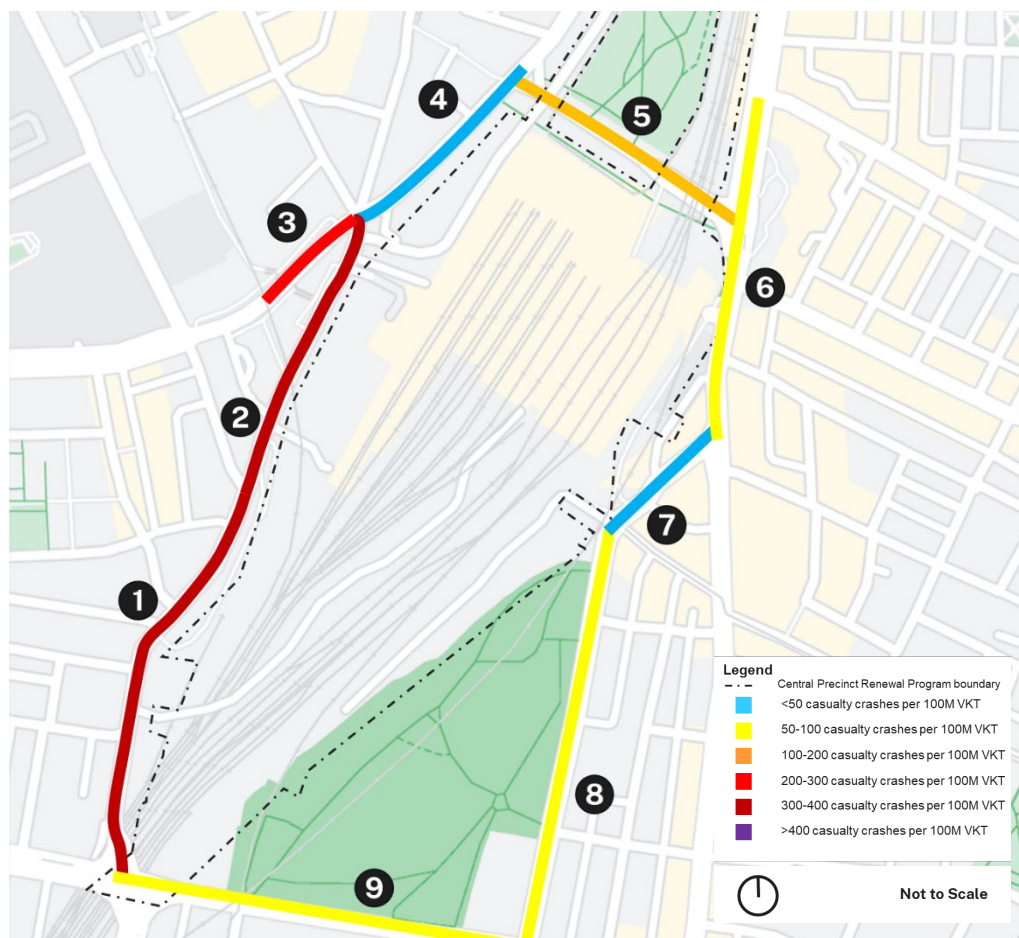 4
5
3
6
2
7
1
Legend
Central Precinct Renewal Program boundary
<50 casualty crashes per 100M VKT
50-100 casualty crashes per 100M VKT
100-200 casualty crashes per 100M VKT
200-300 casualty crashes per 100M VKT
300-400 casualty crashes per 100M VKT
>400 casualty crashes per 100M VKT
8
9
Not to Scale